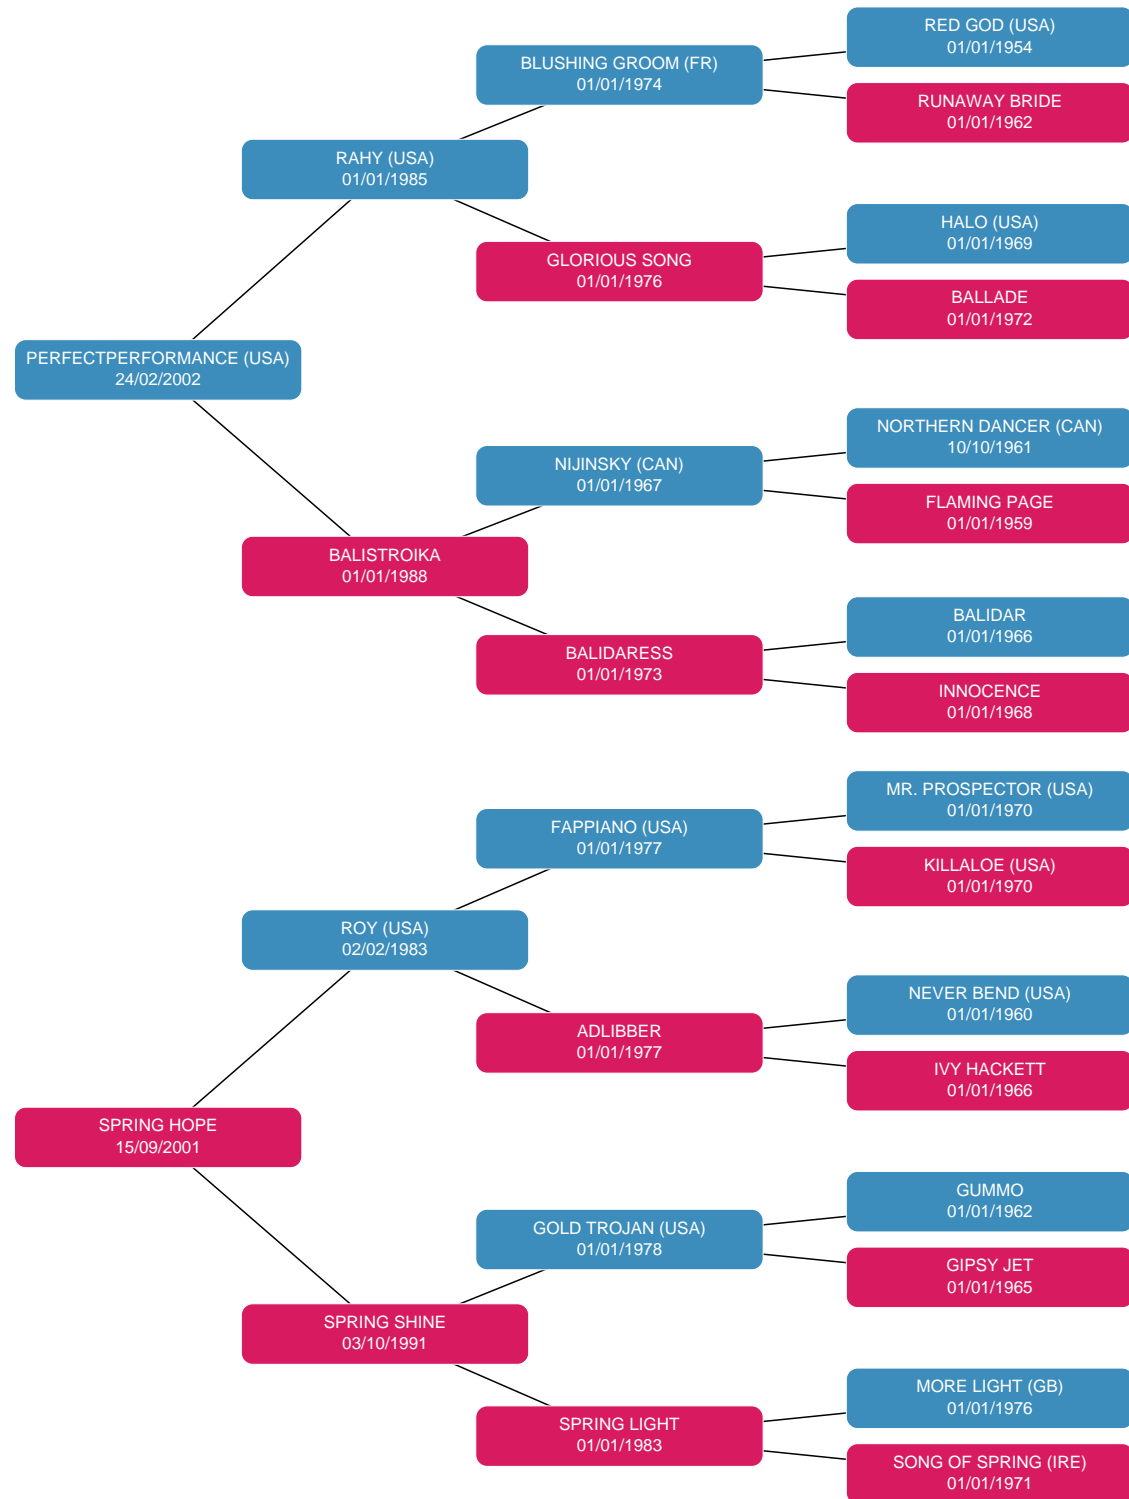 RED GOD (USA)
01/01/1954
BLUSHING GROOM (FR)
01/01/1974
RUNAWAY BRIDE
01/01/1962
RAHY (USA)
01/01/1985
HALO (USA)
01/01/1969
GLORIOUS SONG
01/01/1976
BALLADE
01/01/1972
PERFECTPERFORMANCE (USA)
24/02/2002
NORTHERN DANCER (CAN)
10/10/1961
NIJINSKY (CAN)
01/01/1967
FLAMING PAGE
01/01/1959
BALISTROIKA
01/01/1988
BALIDAR
01/01/1966
BALIDARESS
01/01/1973
INNOCENCE
01/01/1968
MR. PROSPECTOR (USA)
01/01/1970
FAPPIANO (USA)
01/01/1977
KILLALOE (USA)
01/01/1970
ROY (USA)
02/02/1983
NEVER BEND (USA)
01/01/1960
ADLIBBER
01/01/1977
IVY HACKETT
01/01/1966
SPRING HOPE
15/09/2001
GUMMO
01/01/1962
GOLD TROJAN (USA)
01/01/1978
GIPSY JET
01/01/1965
SPRING SHINE
03/10/1991
MORE LIGHT (GB)
01/01/1976
SPRING LIGHT
01/01/1983
SONG OF SPRING (IRE)
01/01/1971